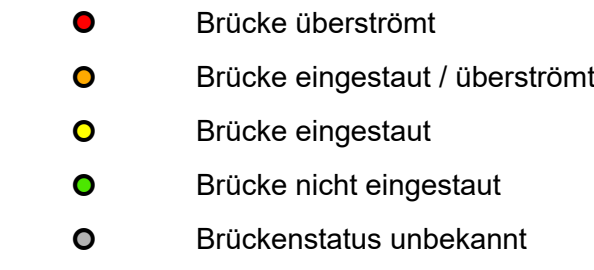 Brücke überströmt
Brücke eingestaut / überströmt
Brücke eingestaut
Brücke nicht eingestaut
Brückenstatus unbekannt